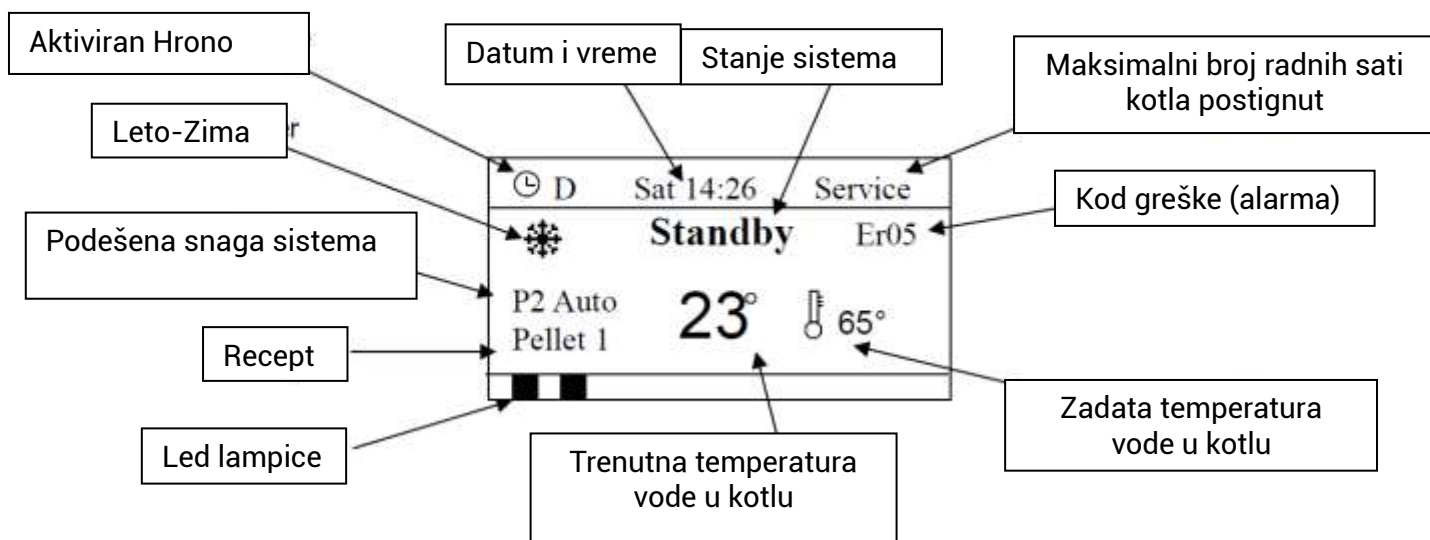 Aktiviran Hrono
Datum i vreme
Stanje sistema
Maksimalni broj radnih sati
kotla postignut
Leto-Zima
er
Kod greške (alarma)
Podešena snaga sistema
Recept
Led lampice
D Sat 14:26 Service
Standby Er05
P2 Auto
Pellet 1
23° 65°
Trenutna temperatura
vode u kotlu
Zadata temperatura
vode u kotlu